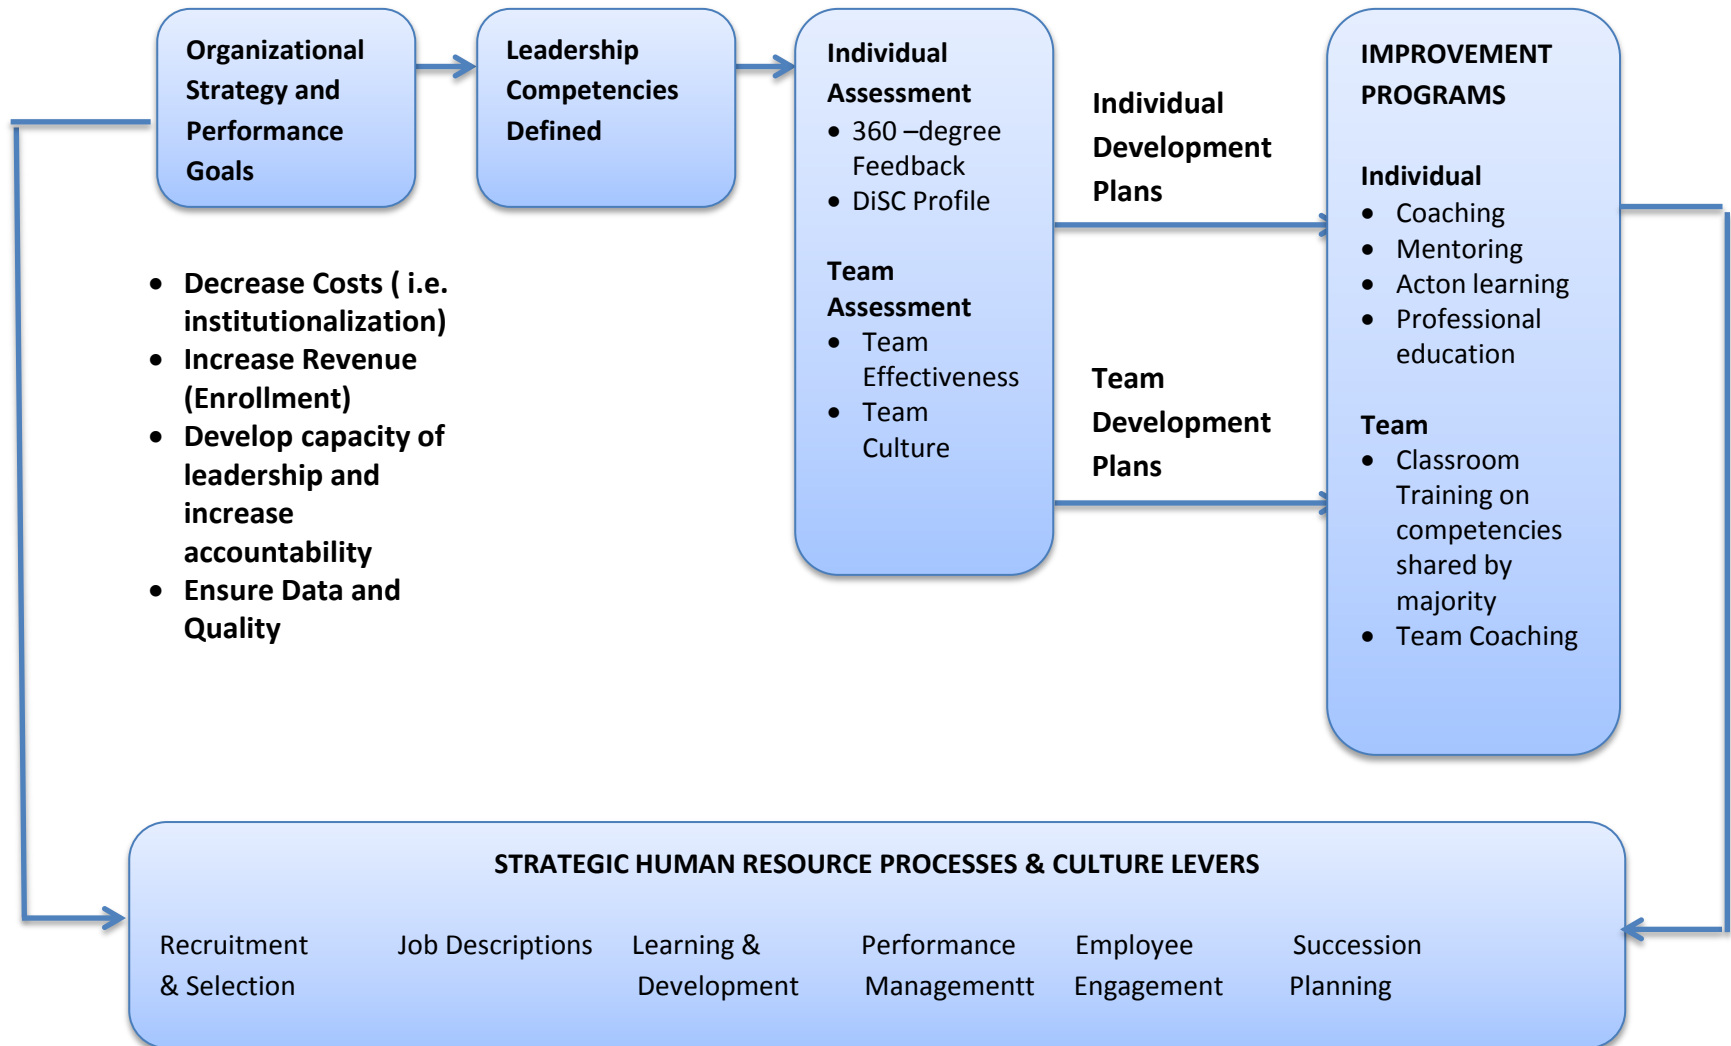 Organizational
Strategy and
Performance
Goals
Leadership
Competencies
Defined
Individual
Assessment
• 360 –degree
Feedback
• DiSC Profile
Team
Assessment
• Team
Effectiveness
• Team
Culture
Individual
Development
Plans
Team
Development
Plans
IMPROVEMENT
PROGRAMS
Individual
• Coaching
• Mentoring
• Acton learning
• Professional
education
Team
• Classroom
Training on
competencies
shared by
majority
• Team Coaching
• Decrease Costs ( i.e.
institutionalization)
• Increase Revenue
(Enrollment)
• Develop capacity of
leadership and
increase
accountability
• Ensure Data and
Quality
STRATEGIC HUMAN RESOURCE PROCESSES & CULTURE LEVERS
Recruitment
& Selection
Job Descriptions
Learning &
Development
Performance
Managementt
Employee
Engagement
Succession
Planning